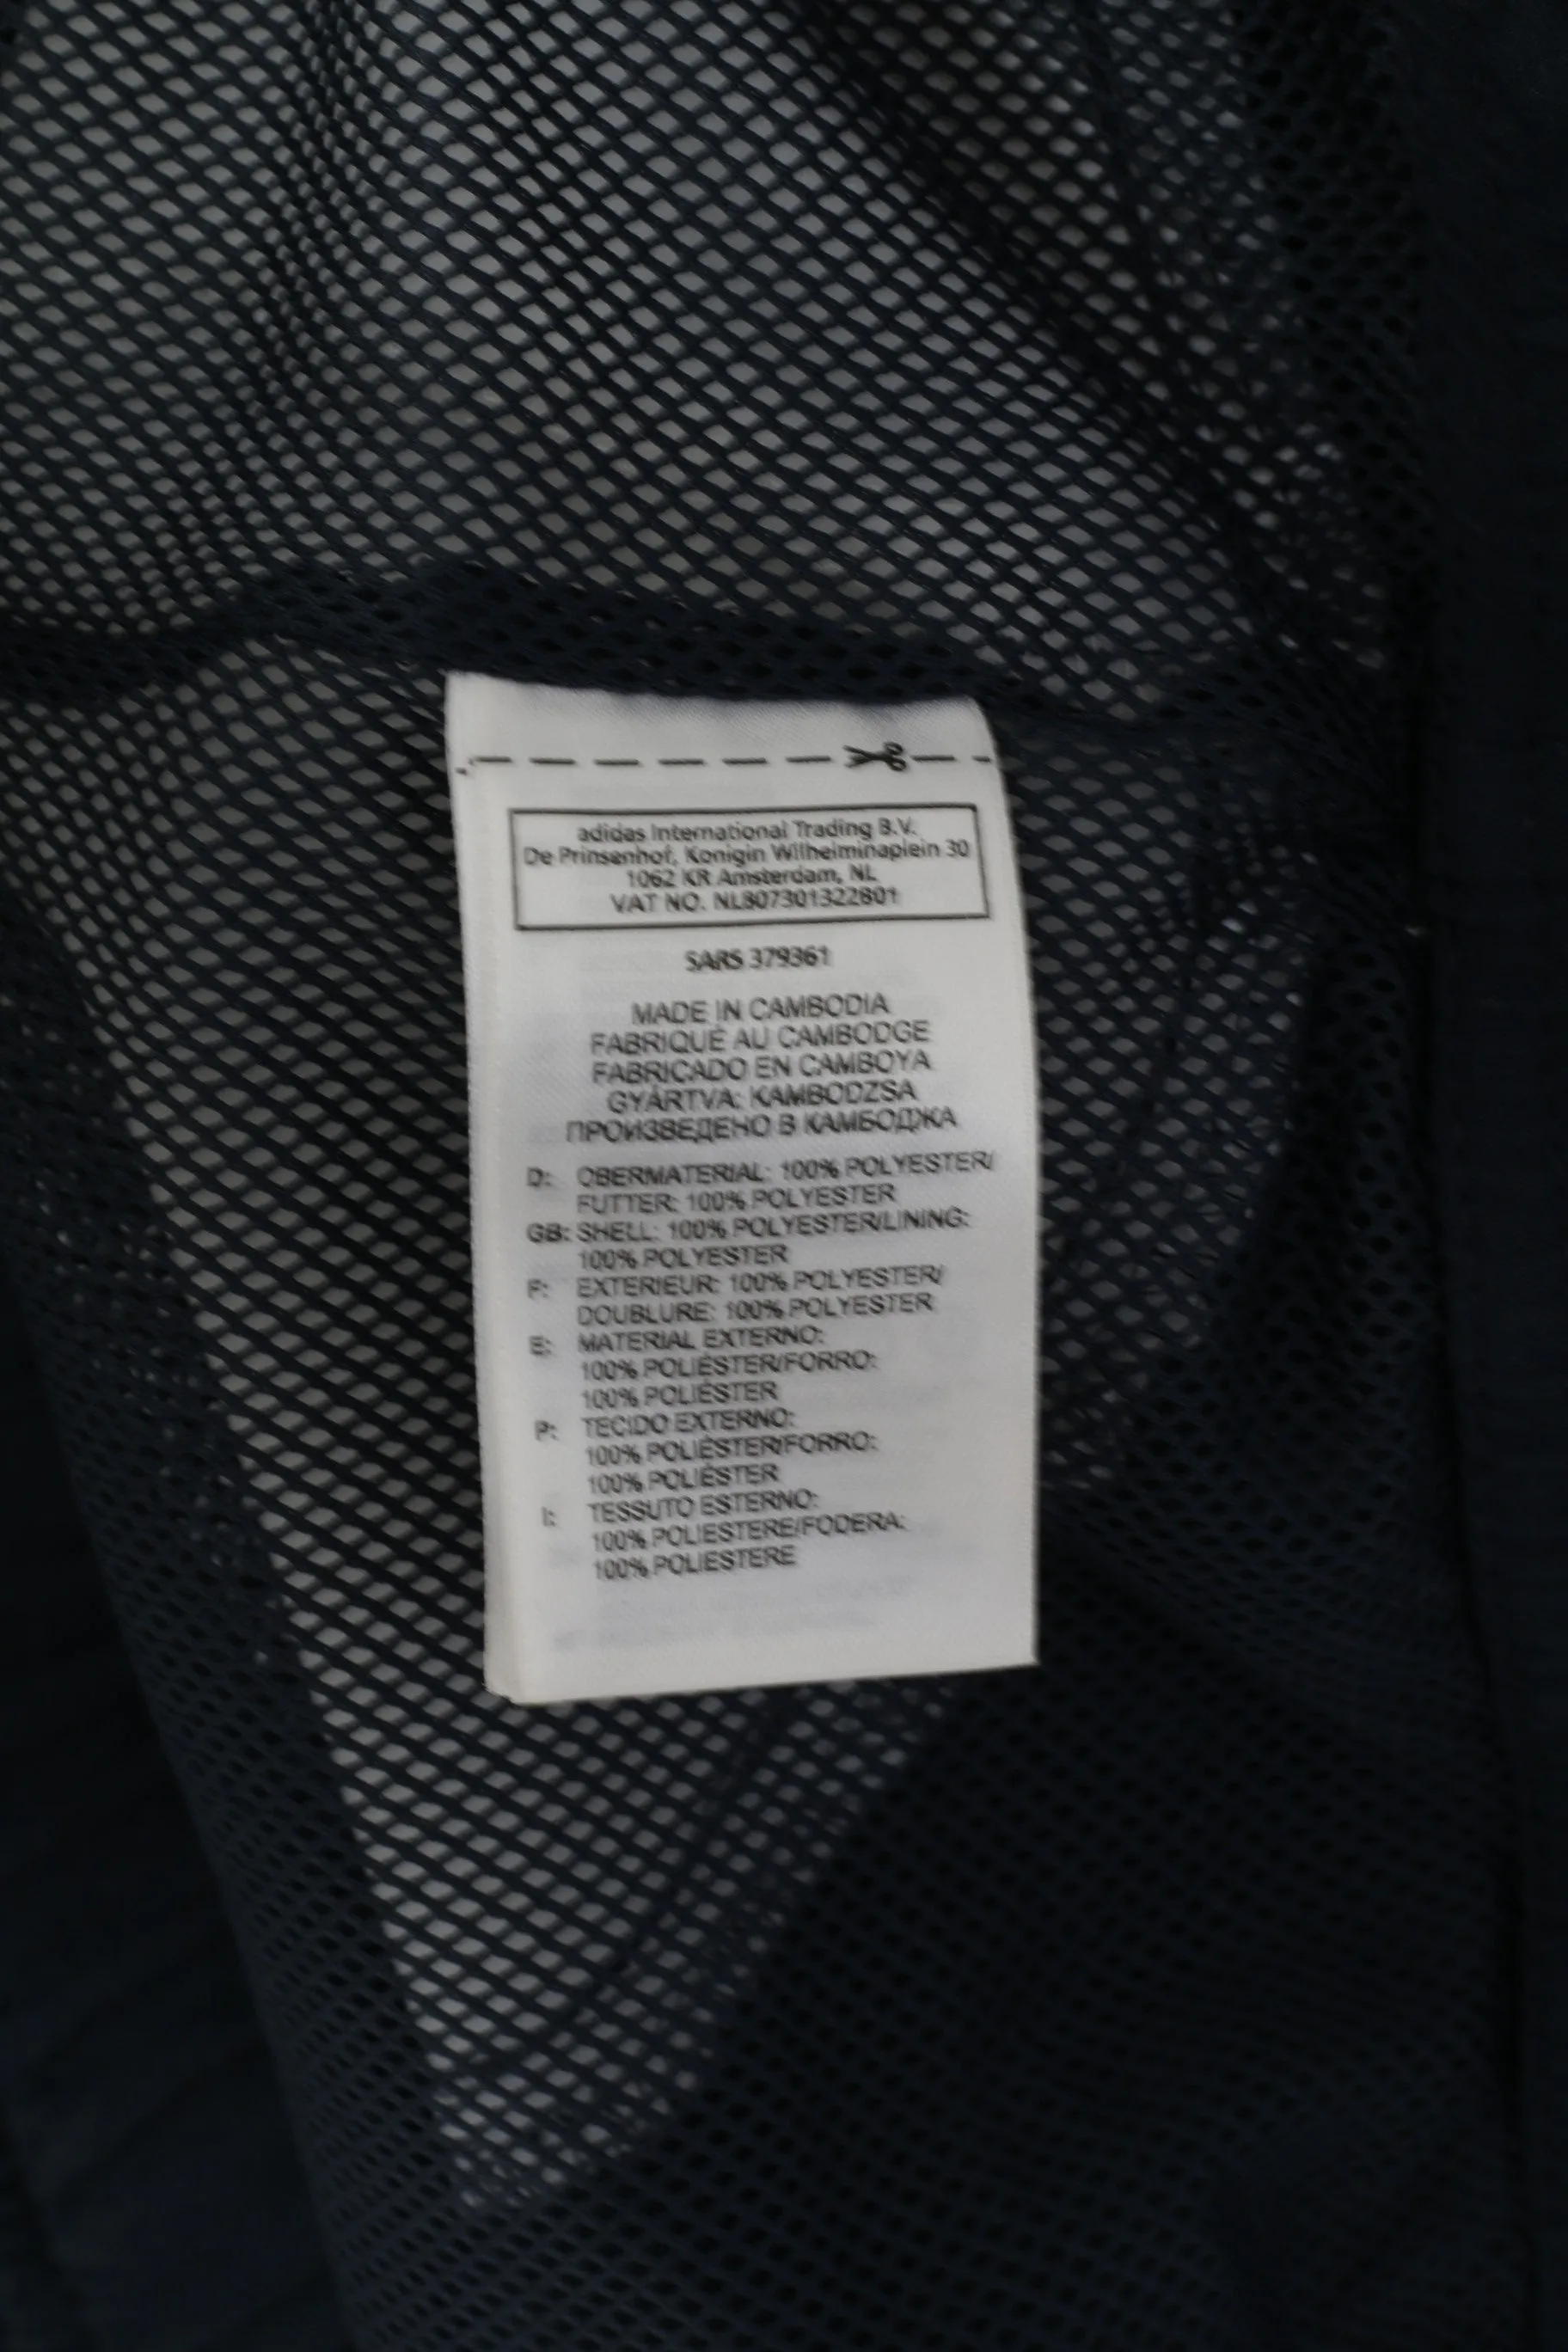 adidas International Trading B.V.
De Prinsenhof, Konigin Wilhelminaplein 30
1062 KR Amsterdam, NL
VAT NO. NL807301322B01
SARS 379361
MADE IN CAMBODIA
FABRIQUÉ AU CAMBODGE
FABRICADO EN CAMBOYA
GYÁRTVA: KAMBODZSA
ПРОИЗВЕДЕНО В КАМБОДЖА
D: OBERMATERIAL: 100% POLYESTER/
FUTTER: 100% POLYESTER
GB: SHELL: 100% POLYESTER/LINING:
100% POLYESTER
F: EXTERIEUR: 100% POLYESTER/
DOUBLURE: 100% POLYESTER
E: MATERIAL EXTERNO:
100% POLIÉSTER/FORRO:
100% POLIÉSTER
P: TECIDO EXTERNO:
100% POLIÉSTER/FORRO:
100% POLIÉSTER
I: TESSUTO ESTERNO:
100% POLIESTERE/FODERA:
100% POLIESTERE